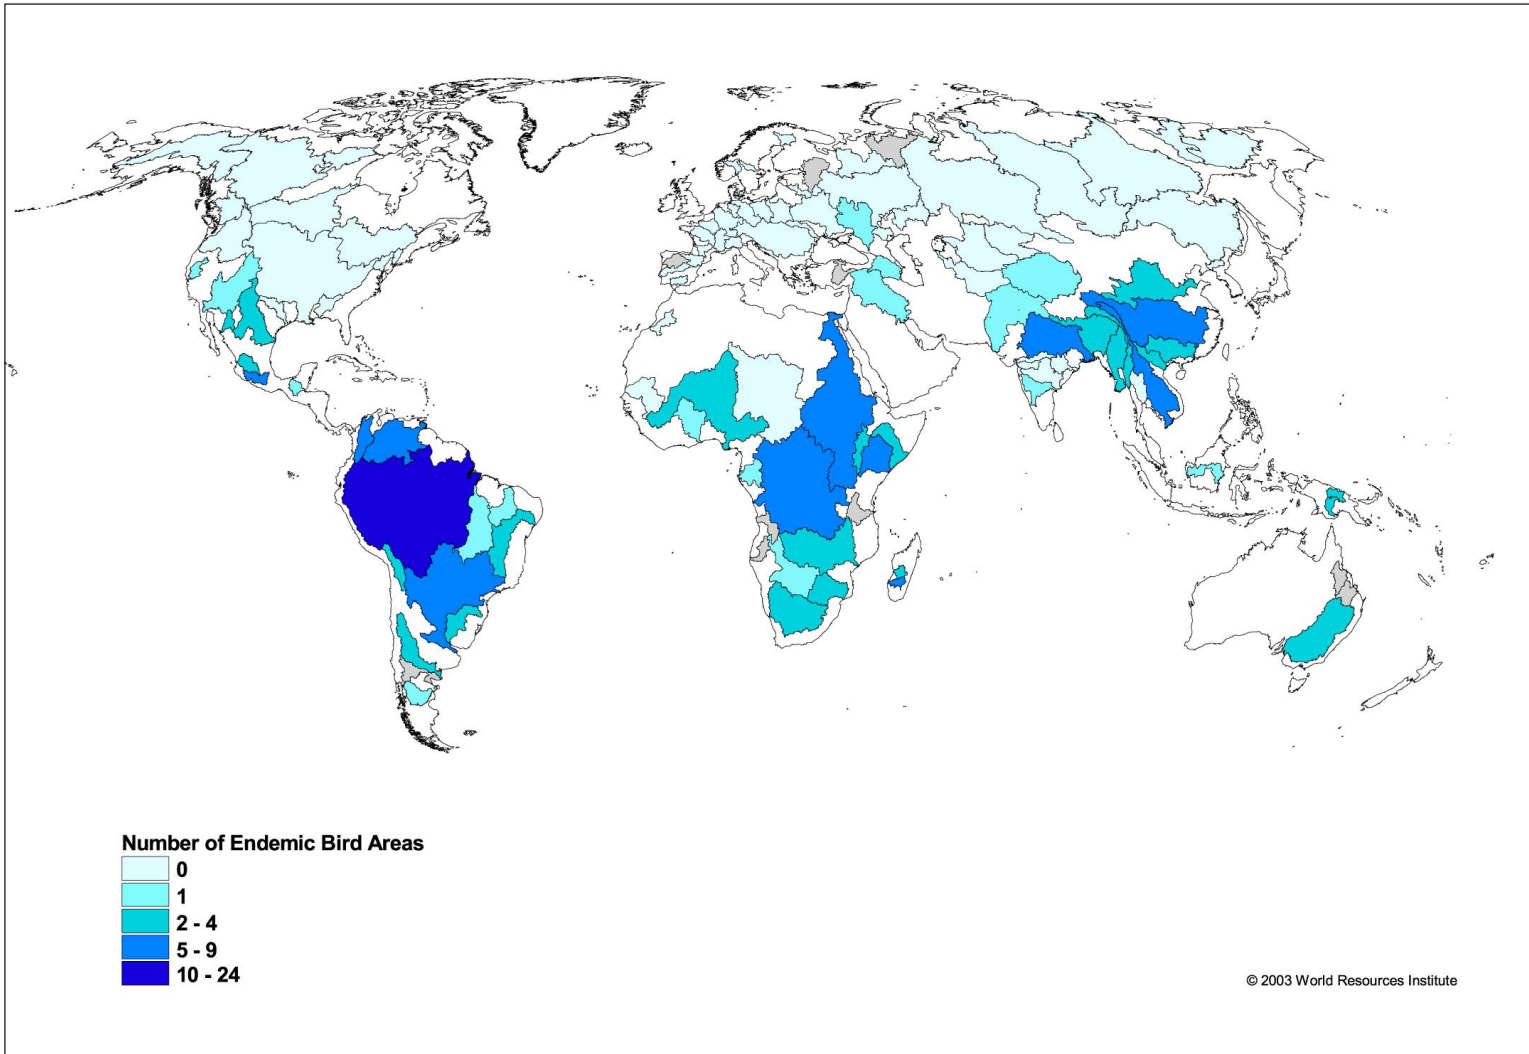 Number of Endemic Bird Areas
0
1
2 - 4
5 - 9
10 - 24
© 2003 World Resources Institute